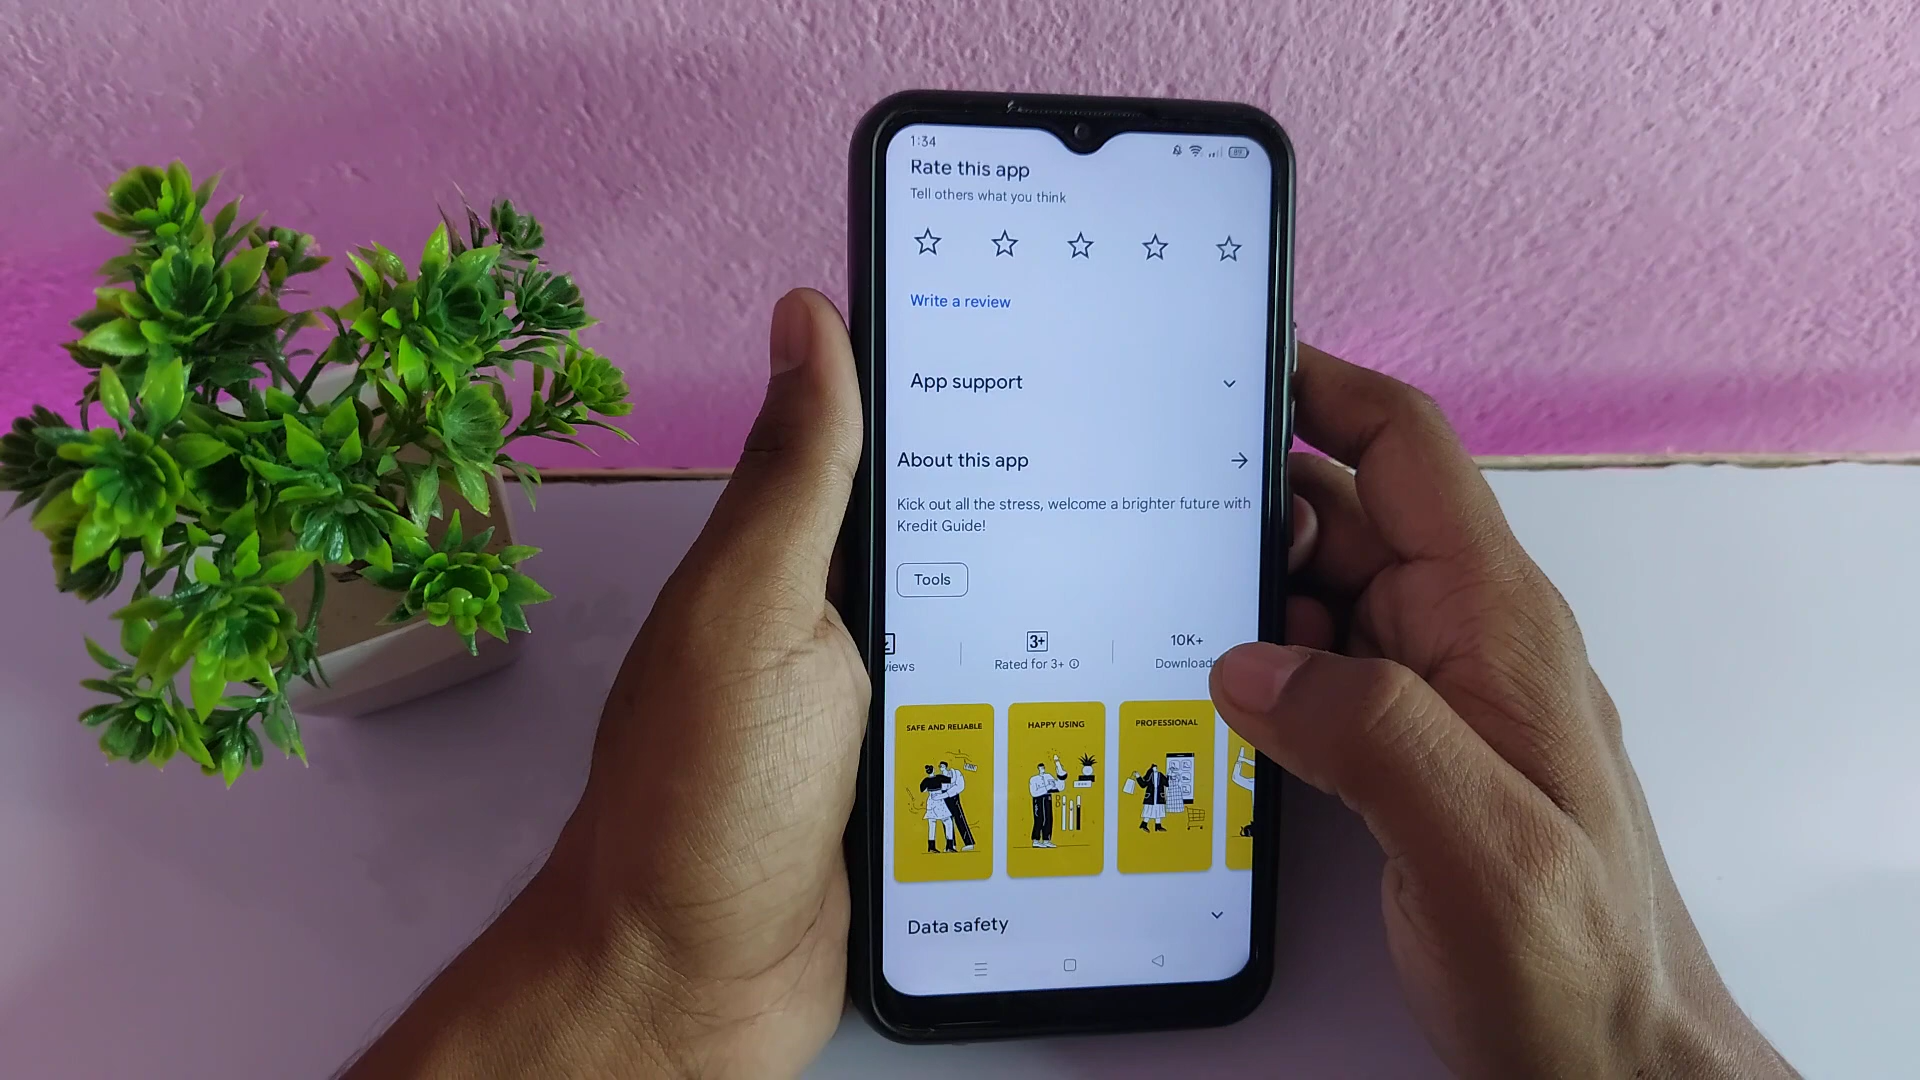 1:34
89
Rate this app
Tell others what you think
Write a review
App support
About this app
Kick out all the stress, welcome a brighter future with
Kredit Guide!
Tools
3+
10K+
Rated for 3+
SAFE AND RELIABLE
HAPPY USING
PROFESSIONAL
Data safety